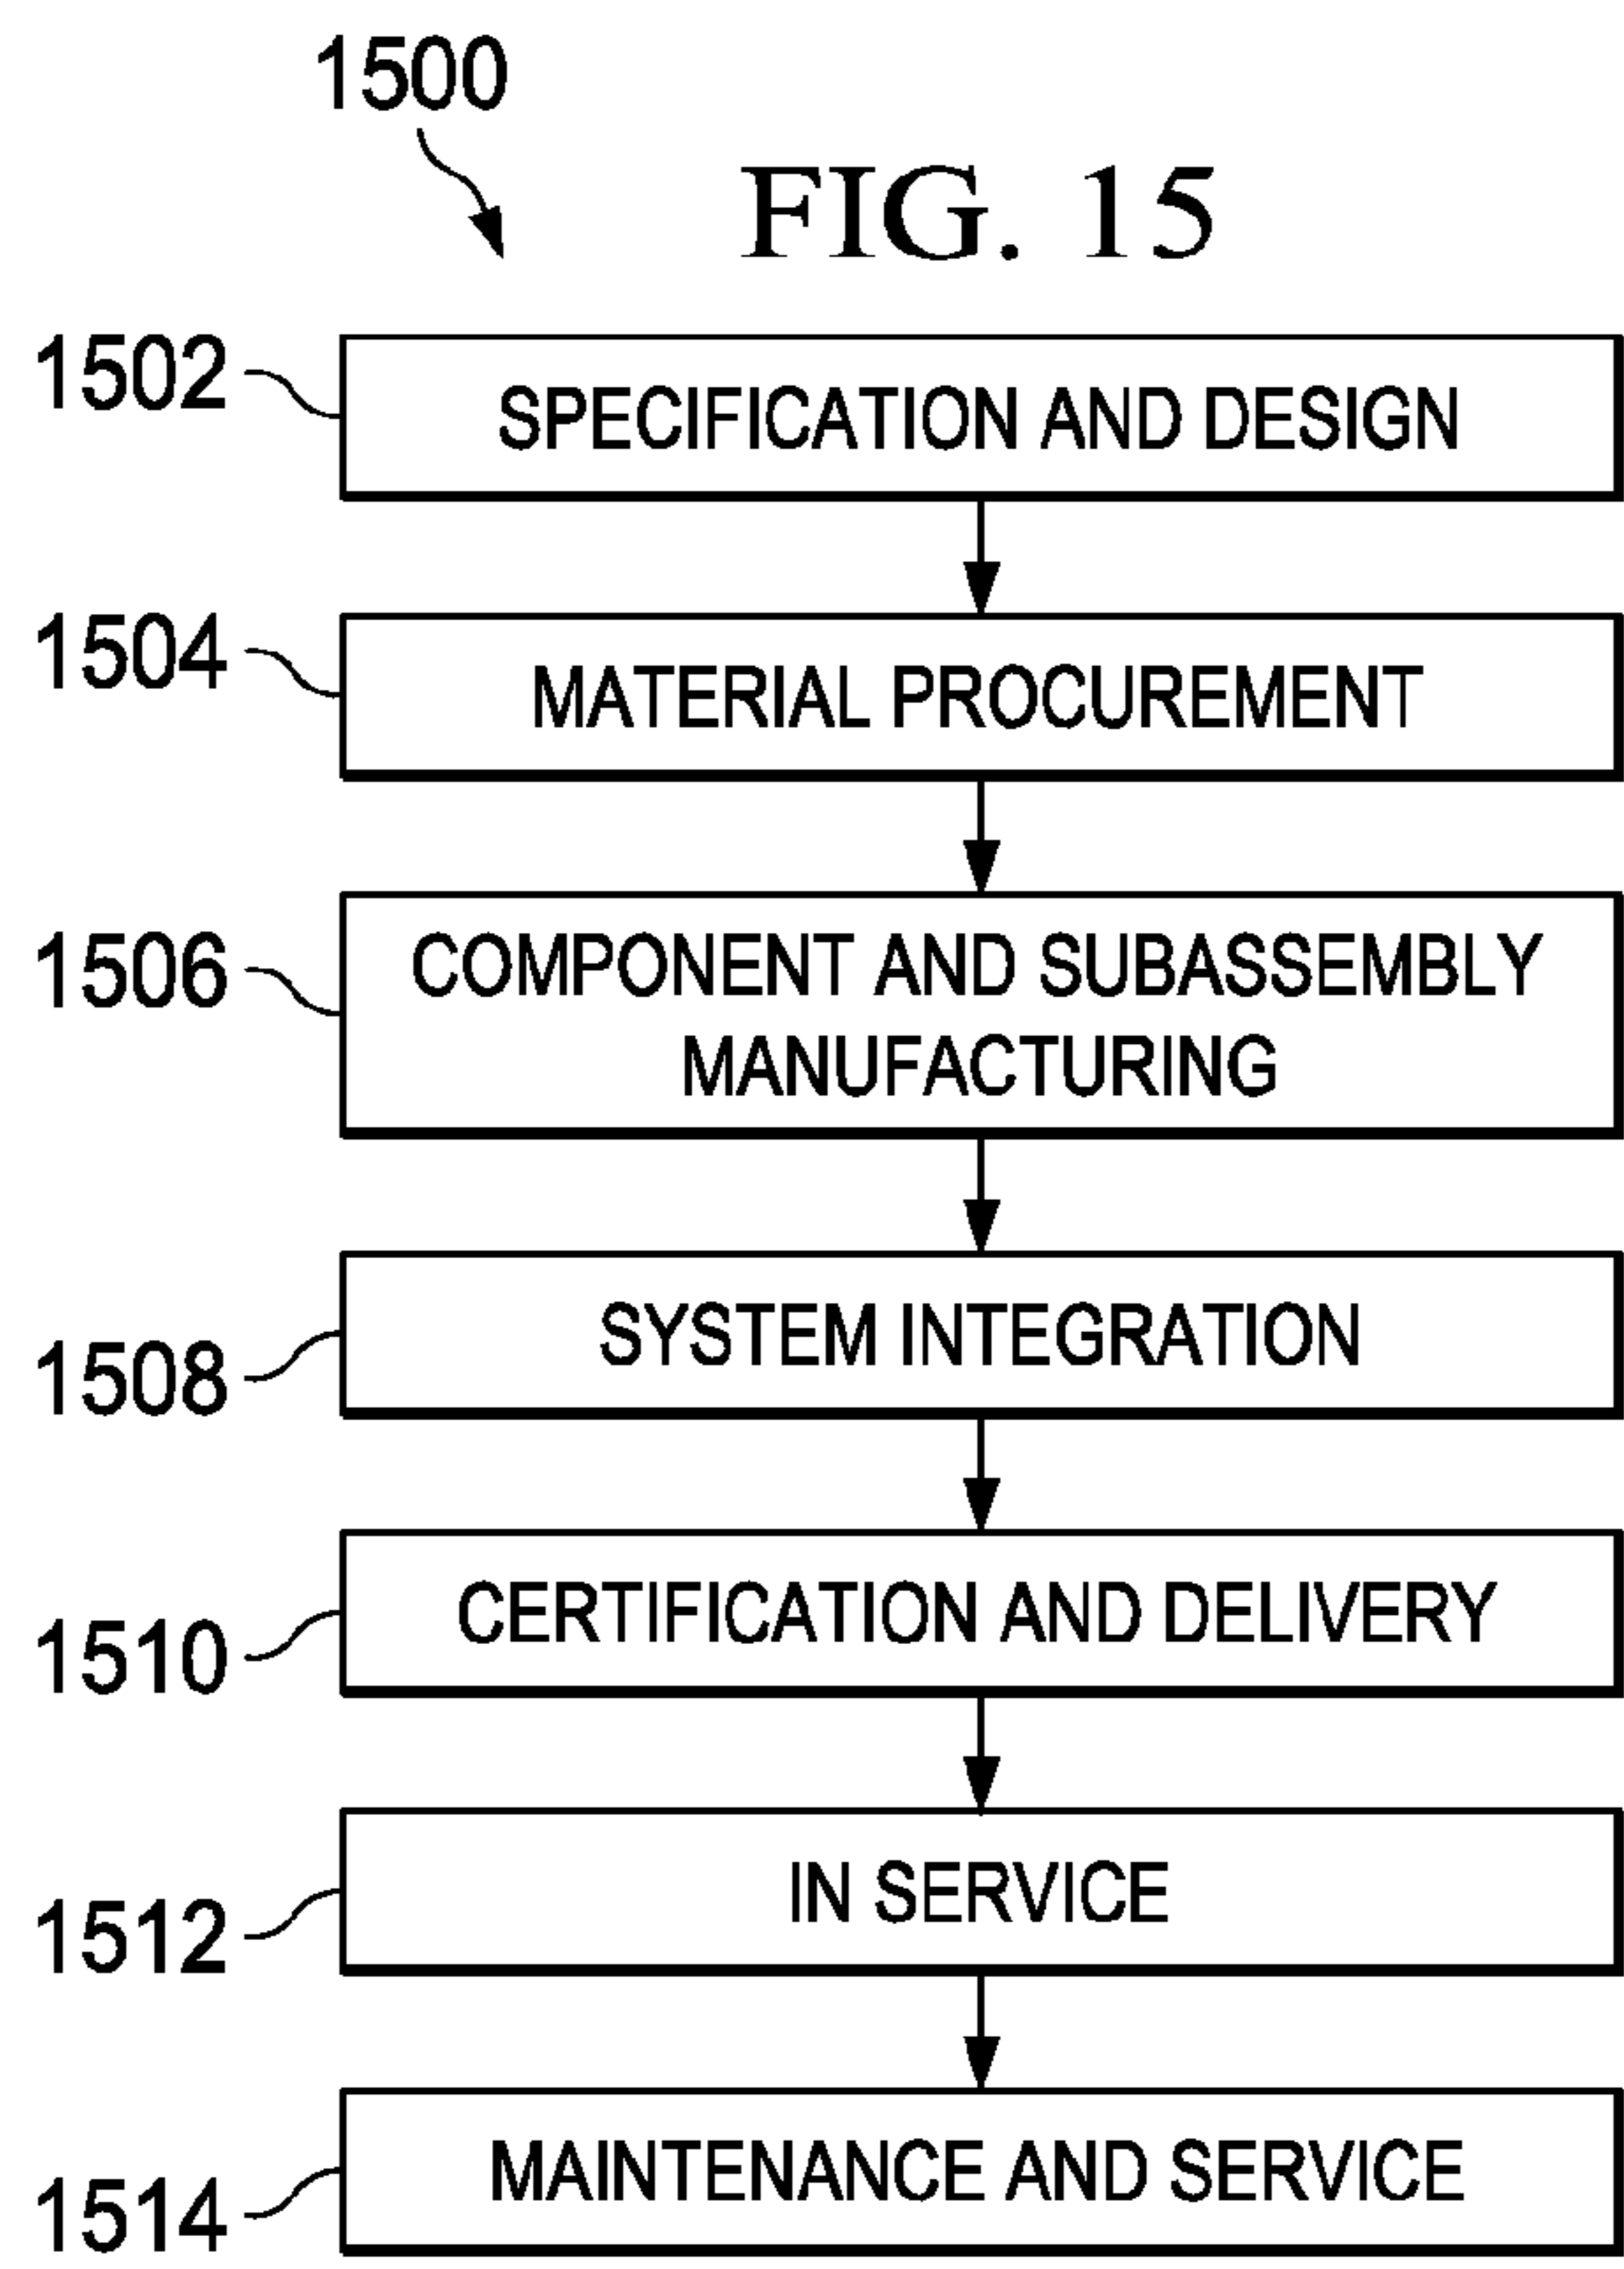 1500
FIG. 15
1502
SPECIFICATION AND DESIGN
1504
MATERIAL PROCUREMENT
1506
COMPONENT AND SUBASSEMBLY
MANUFACTURING
1508
SYSTEM INTEGRATION
1510
CERTIFICATION AND DELIVERY
1512
IN SERVICE
1514
MAINTENANCE AND SERVICE